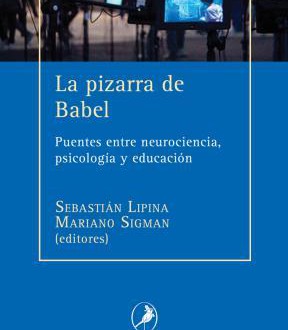 La pizarra de
Babel
Puentes entre neurociencia,
psicología y educación
SEBASTIÁN LIPINA
MARIANO SIGMAN
(editores)